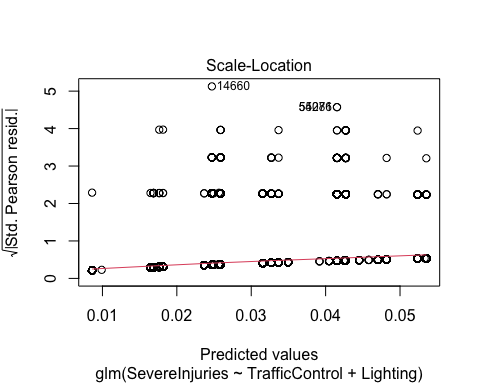 Scale-Location
√|Std. Pearson resid.|
5
4
3
2
1
0
14660
0.01 0.02 0.03 0.04 0.05
Predicted values
glm(SevereInjuries ~ TrafficControl + Lighting)